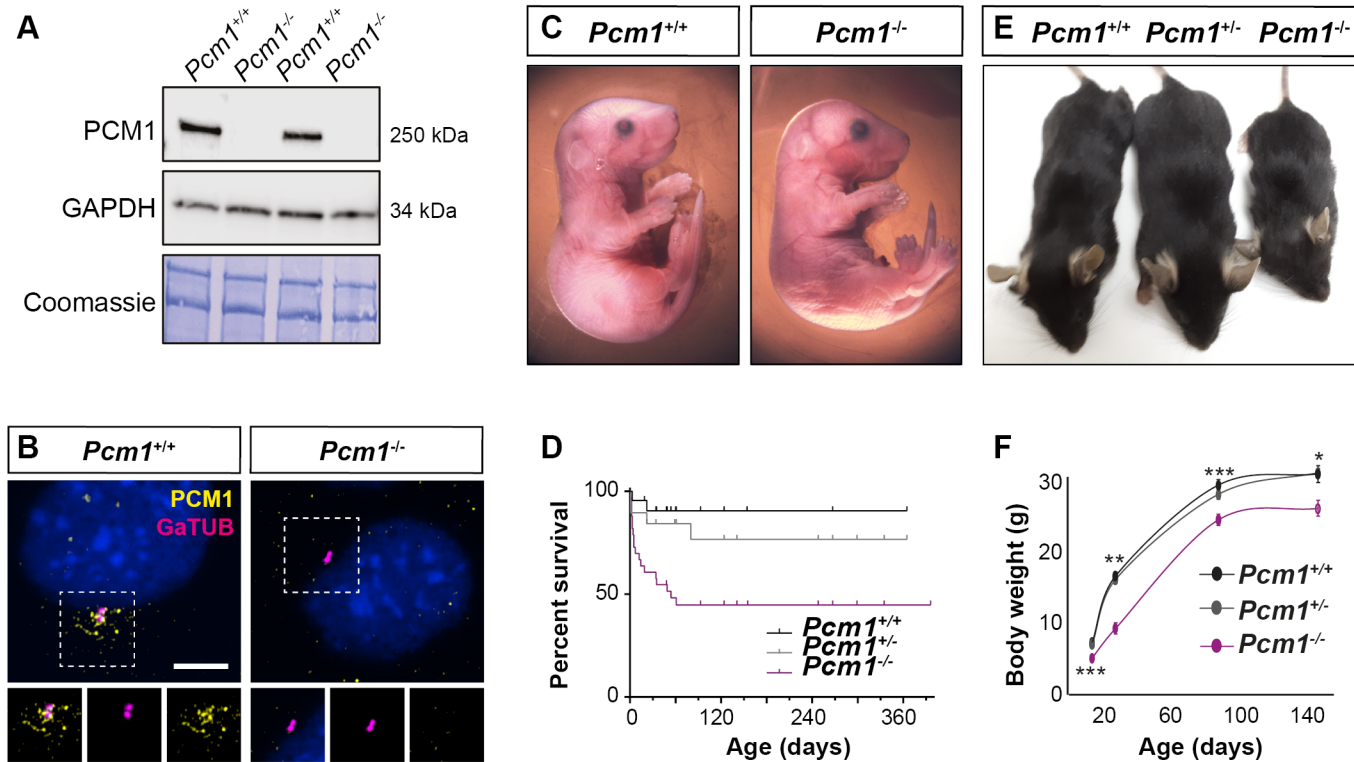 A
Pcm1+/+
Pcm1-/-
Pcm1+/+
Pcm1-/-
PCM1
250 kDa
GAPDH
34 kDa
Coomassie
B
Pcm1+/+
Pcm1-/-
PCM1
GaTUB
C
Pcm1+/+
Pcm1-/-
D
Percent survival
100
50
0
0 120 240 360
Age (days)
Pcm1+/+
Pcm1+/-
Pcm1-/-
E
Pcm1+/+ Pcm1+/- Pcm1-/-
F
Body weight (g)
30
20
10
0
20 60 100 140
Age (days)
***
**
***
*
Pcm1+/+
Pcm1+/-
Pcm1-/-